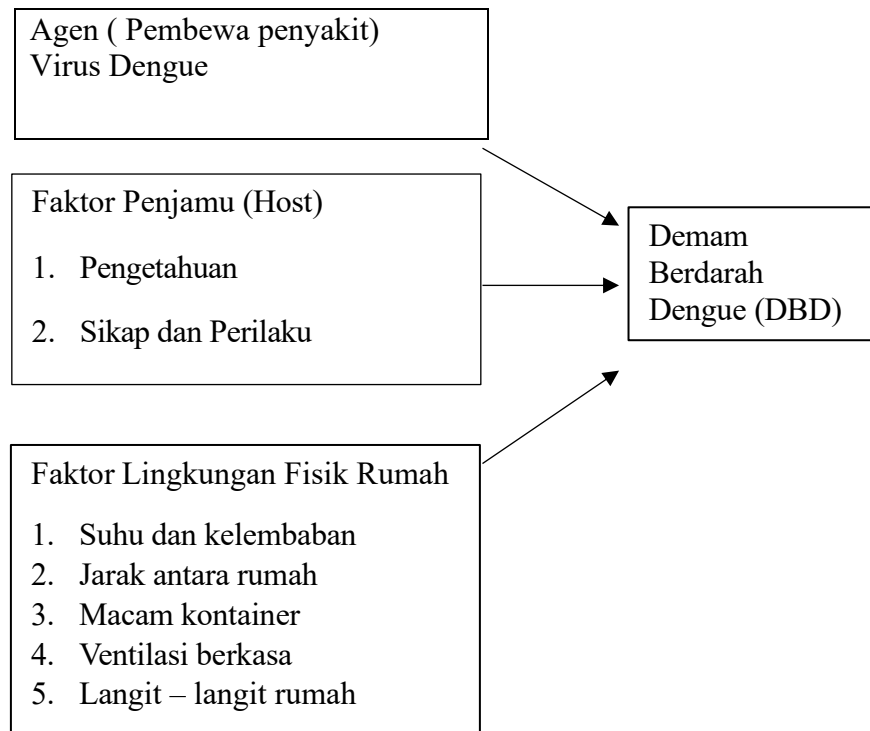 Agen ( Pembewa penyakit)
Virus Dengue
Faktor Penjamu (Host)
1. Pengetahuan
2. Sikap dan Perilaku
Demam
Berdarah
Dengue (DBD)
Faktor Lingkungan Fisik Rumah
1. Suhu dan kelembaban
2. Jarak antara rumah
3. Macam kontainer
4. Ventilasi berkasa
5. Langit – langit rumah